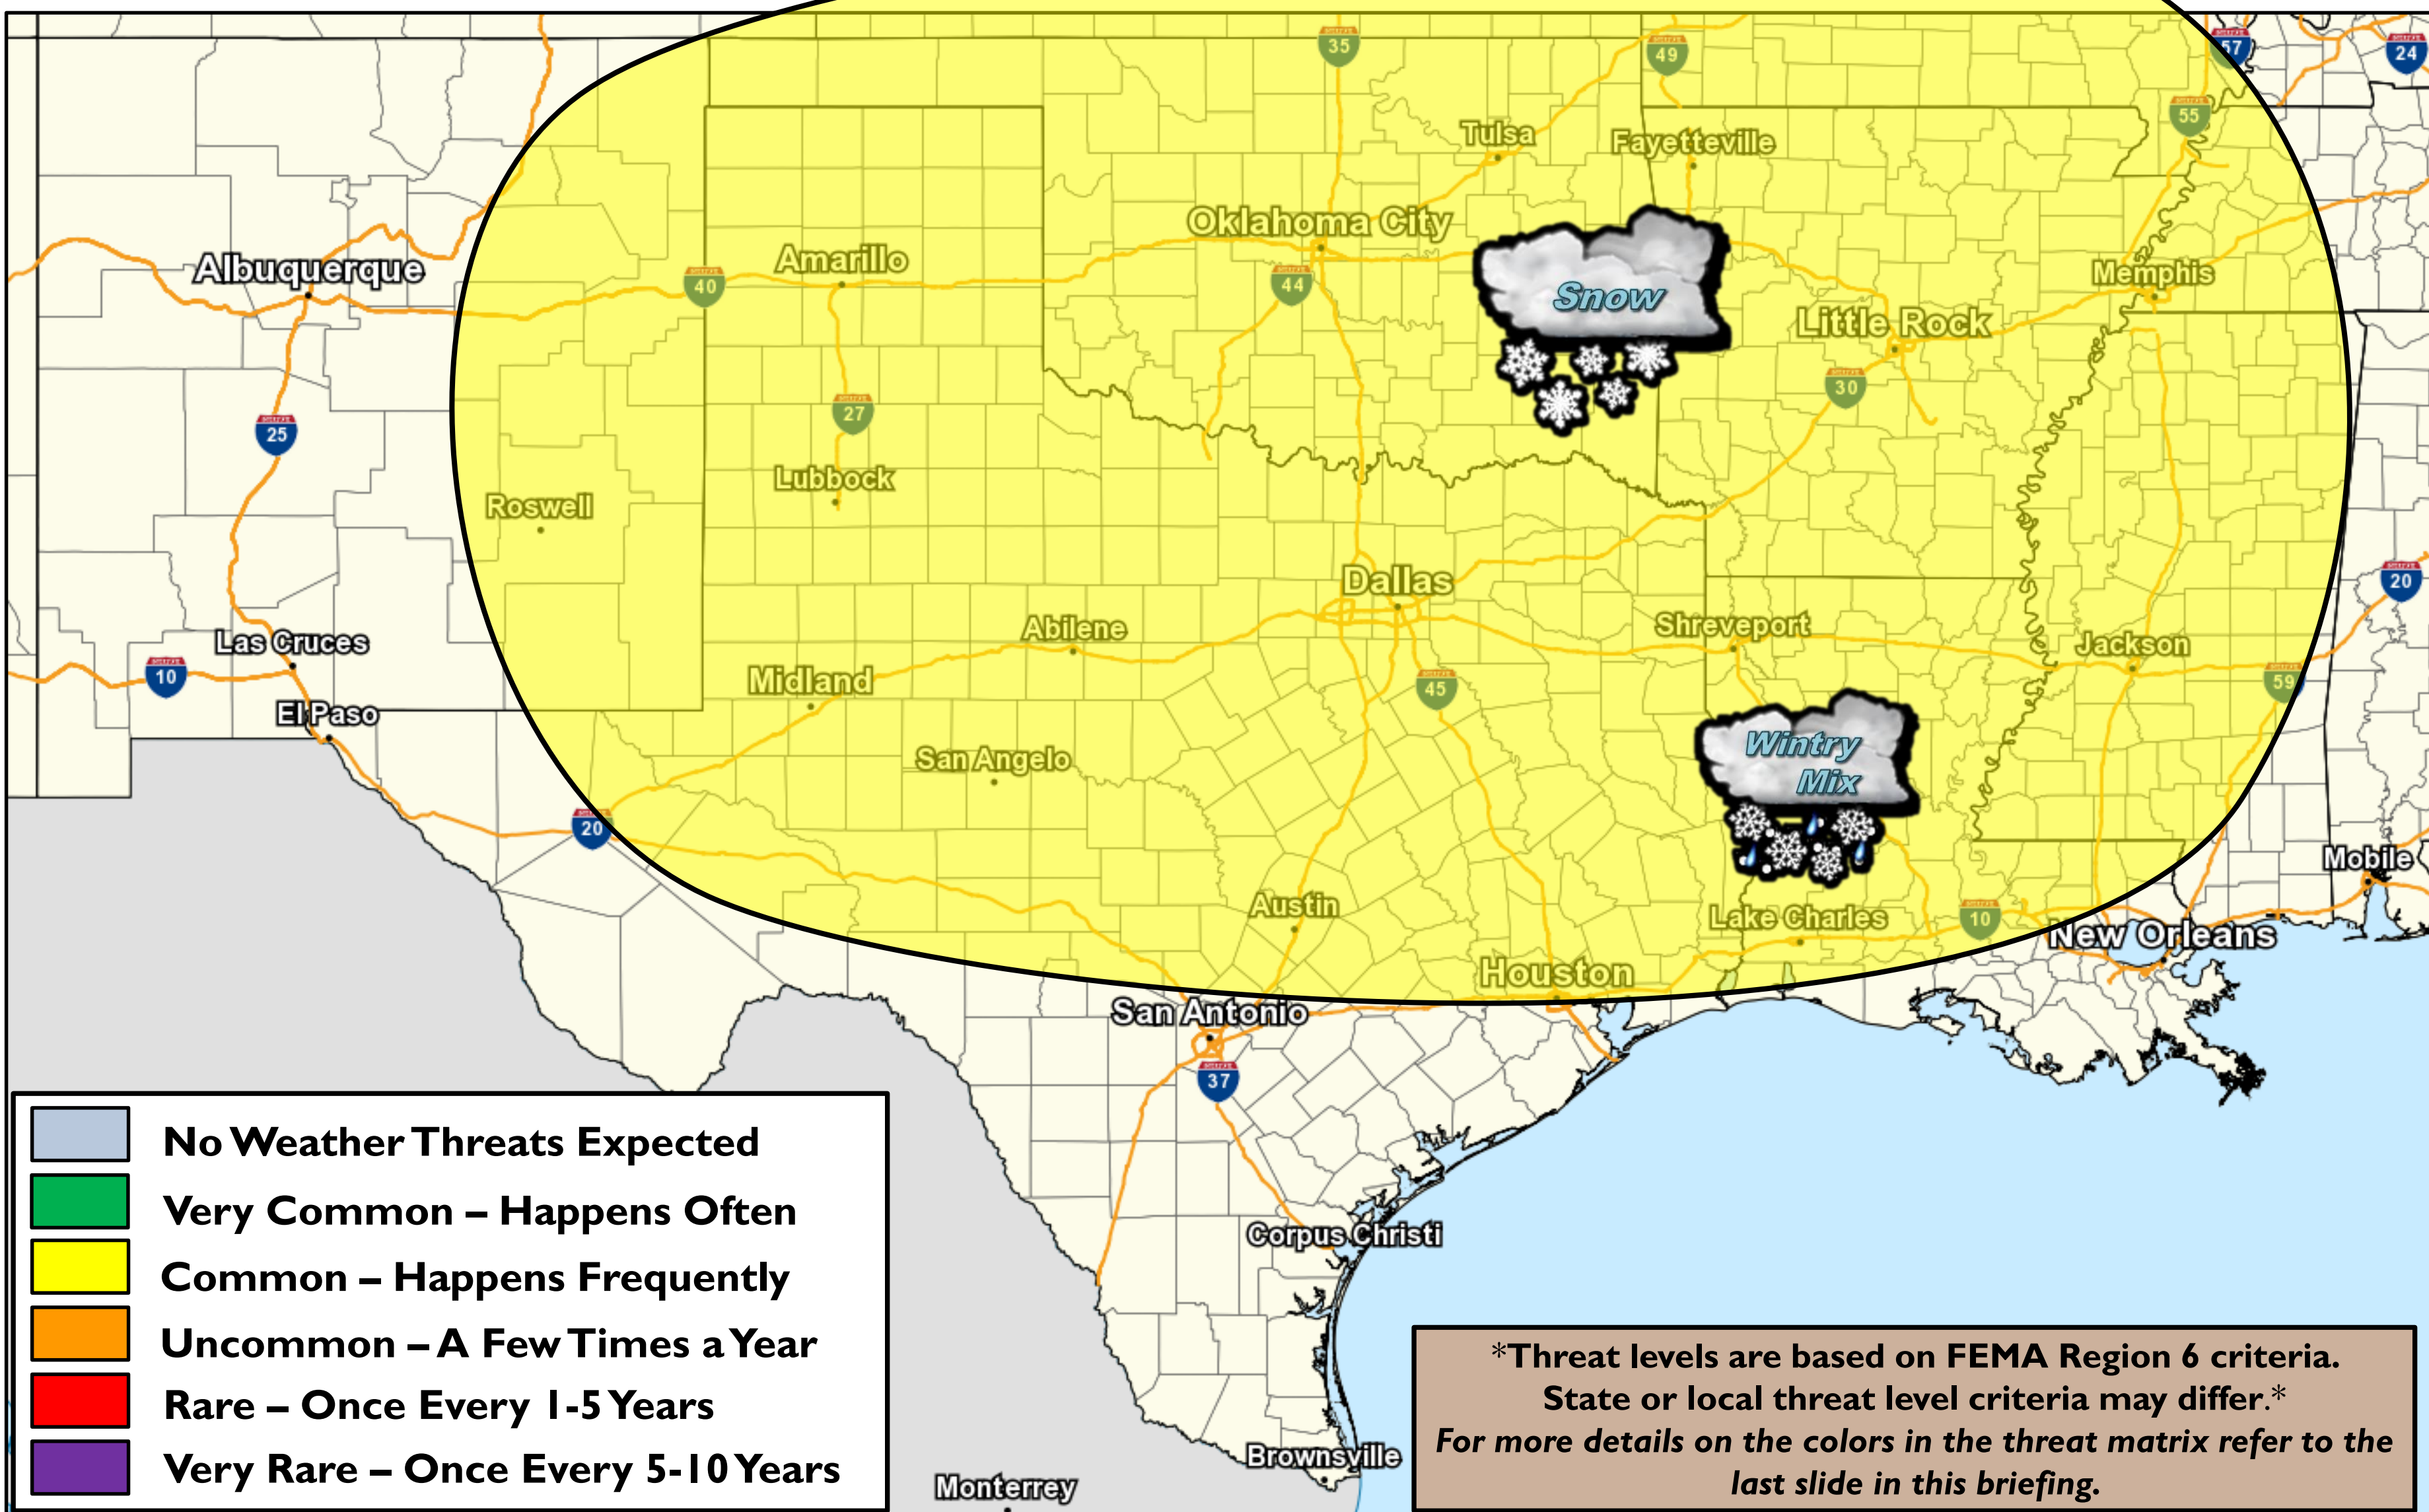 35
49
57
24
55
Tulsa
Fayetteville
Oklahoma City
Albuquerque
Amarillo
40
44
Snow
Memphis
Little Rock
30
25
27
Lubbock
Roswell
Dallas
20
Abilene
Shreveport
Las Cruces
Jackson
10
Midland
45
59
El Paso
San Angelo
Wintry
Mix
20
Mobile
Austin
Lake Charles
10
New Orleans
Houston
San Antonio
37
No Weather Threats Expected
Very Common – Happens Often
Common – Happens Frequently
Uncommon – A Few Times a Year
Rare – Once Every 1-5 Years
Very Rare – Once Every 5-10 Years
Corpus Christi
Brownsville
Monterrey
*Threat levels are based on FEMA Region 6 criteria.
State or local threat level criteria may differ.*
For more details on the colors in the threat matrix refer to the
last slide in this briefing.